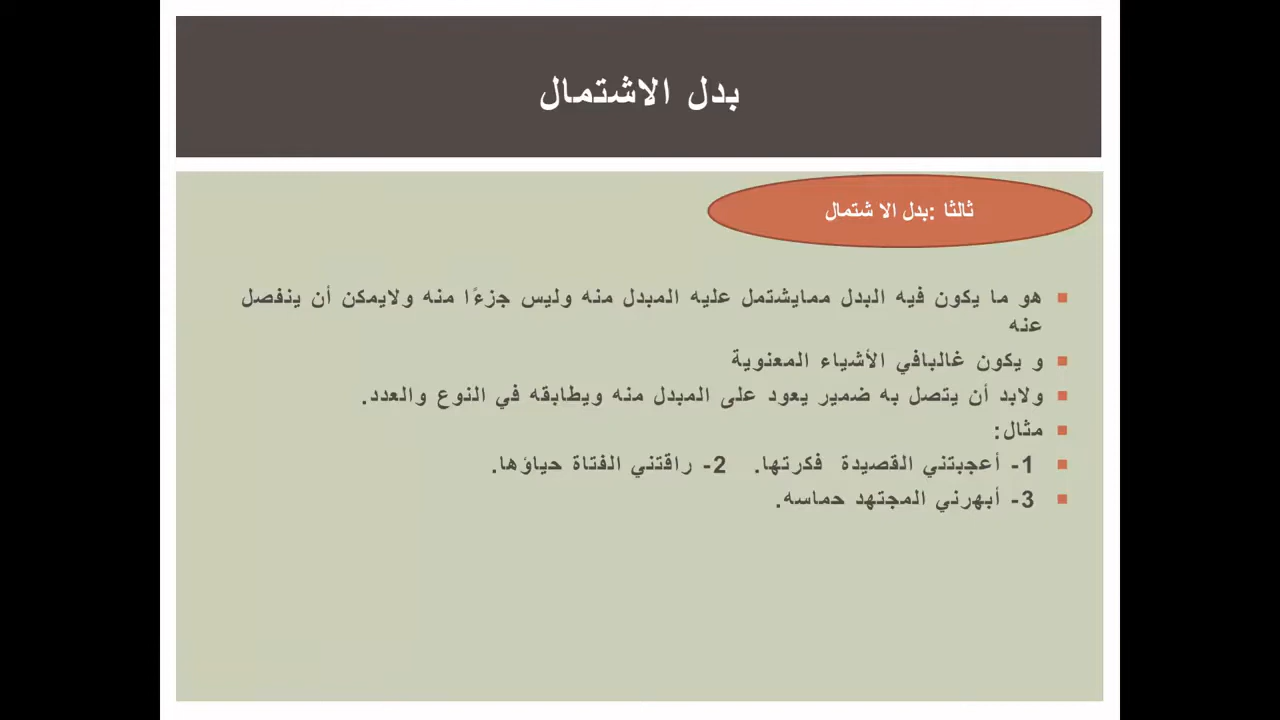 بدل الاشتمال
ثالثا :بدل الا شتمال
هو ما يكون فيه البدل ممايشتمل عليه المبدل منه وليس جزءًا منه ولايمكن أن ينفصل
عنه
و يكون غالبافي الأشياء المعنوية
ولابد أن يتصل به ضمير يعود على المبدل منه ويطابقه في النوع والعدد.
مثال:
1- أعجبتني القصيدة فكرتها. 2- راقتني الفتاة حياؤها.
3- أبهرني المجتهد حماسه.